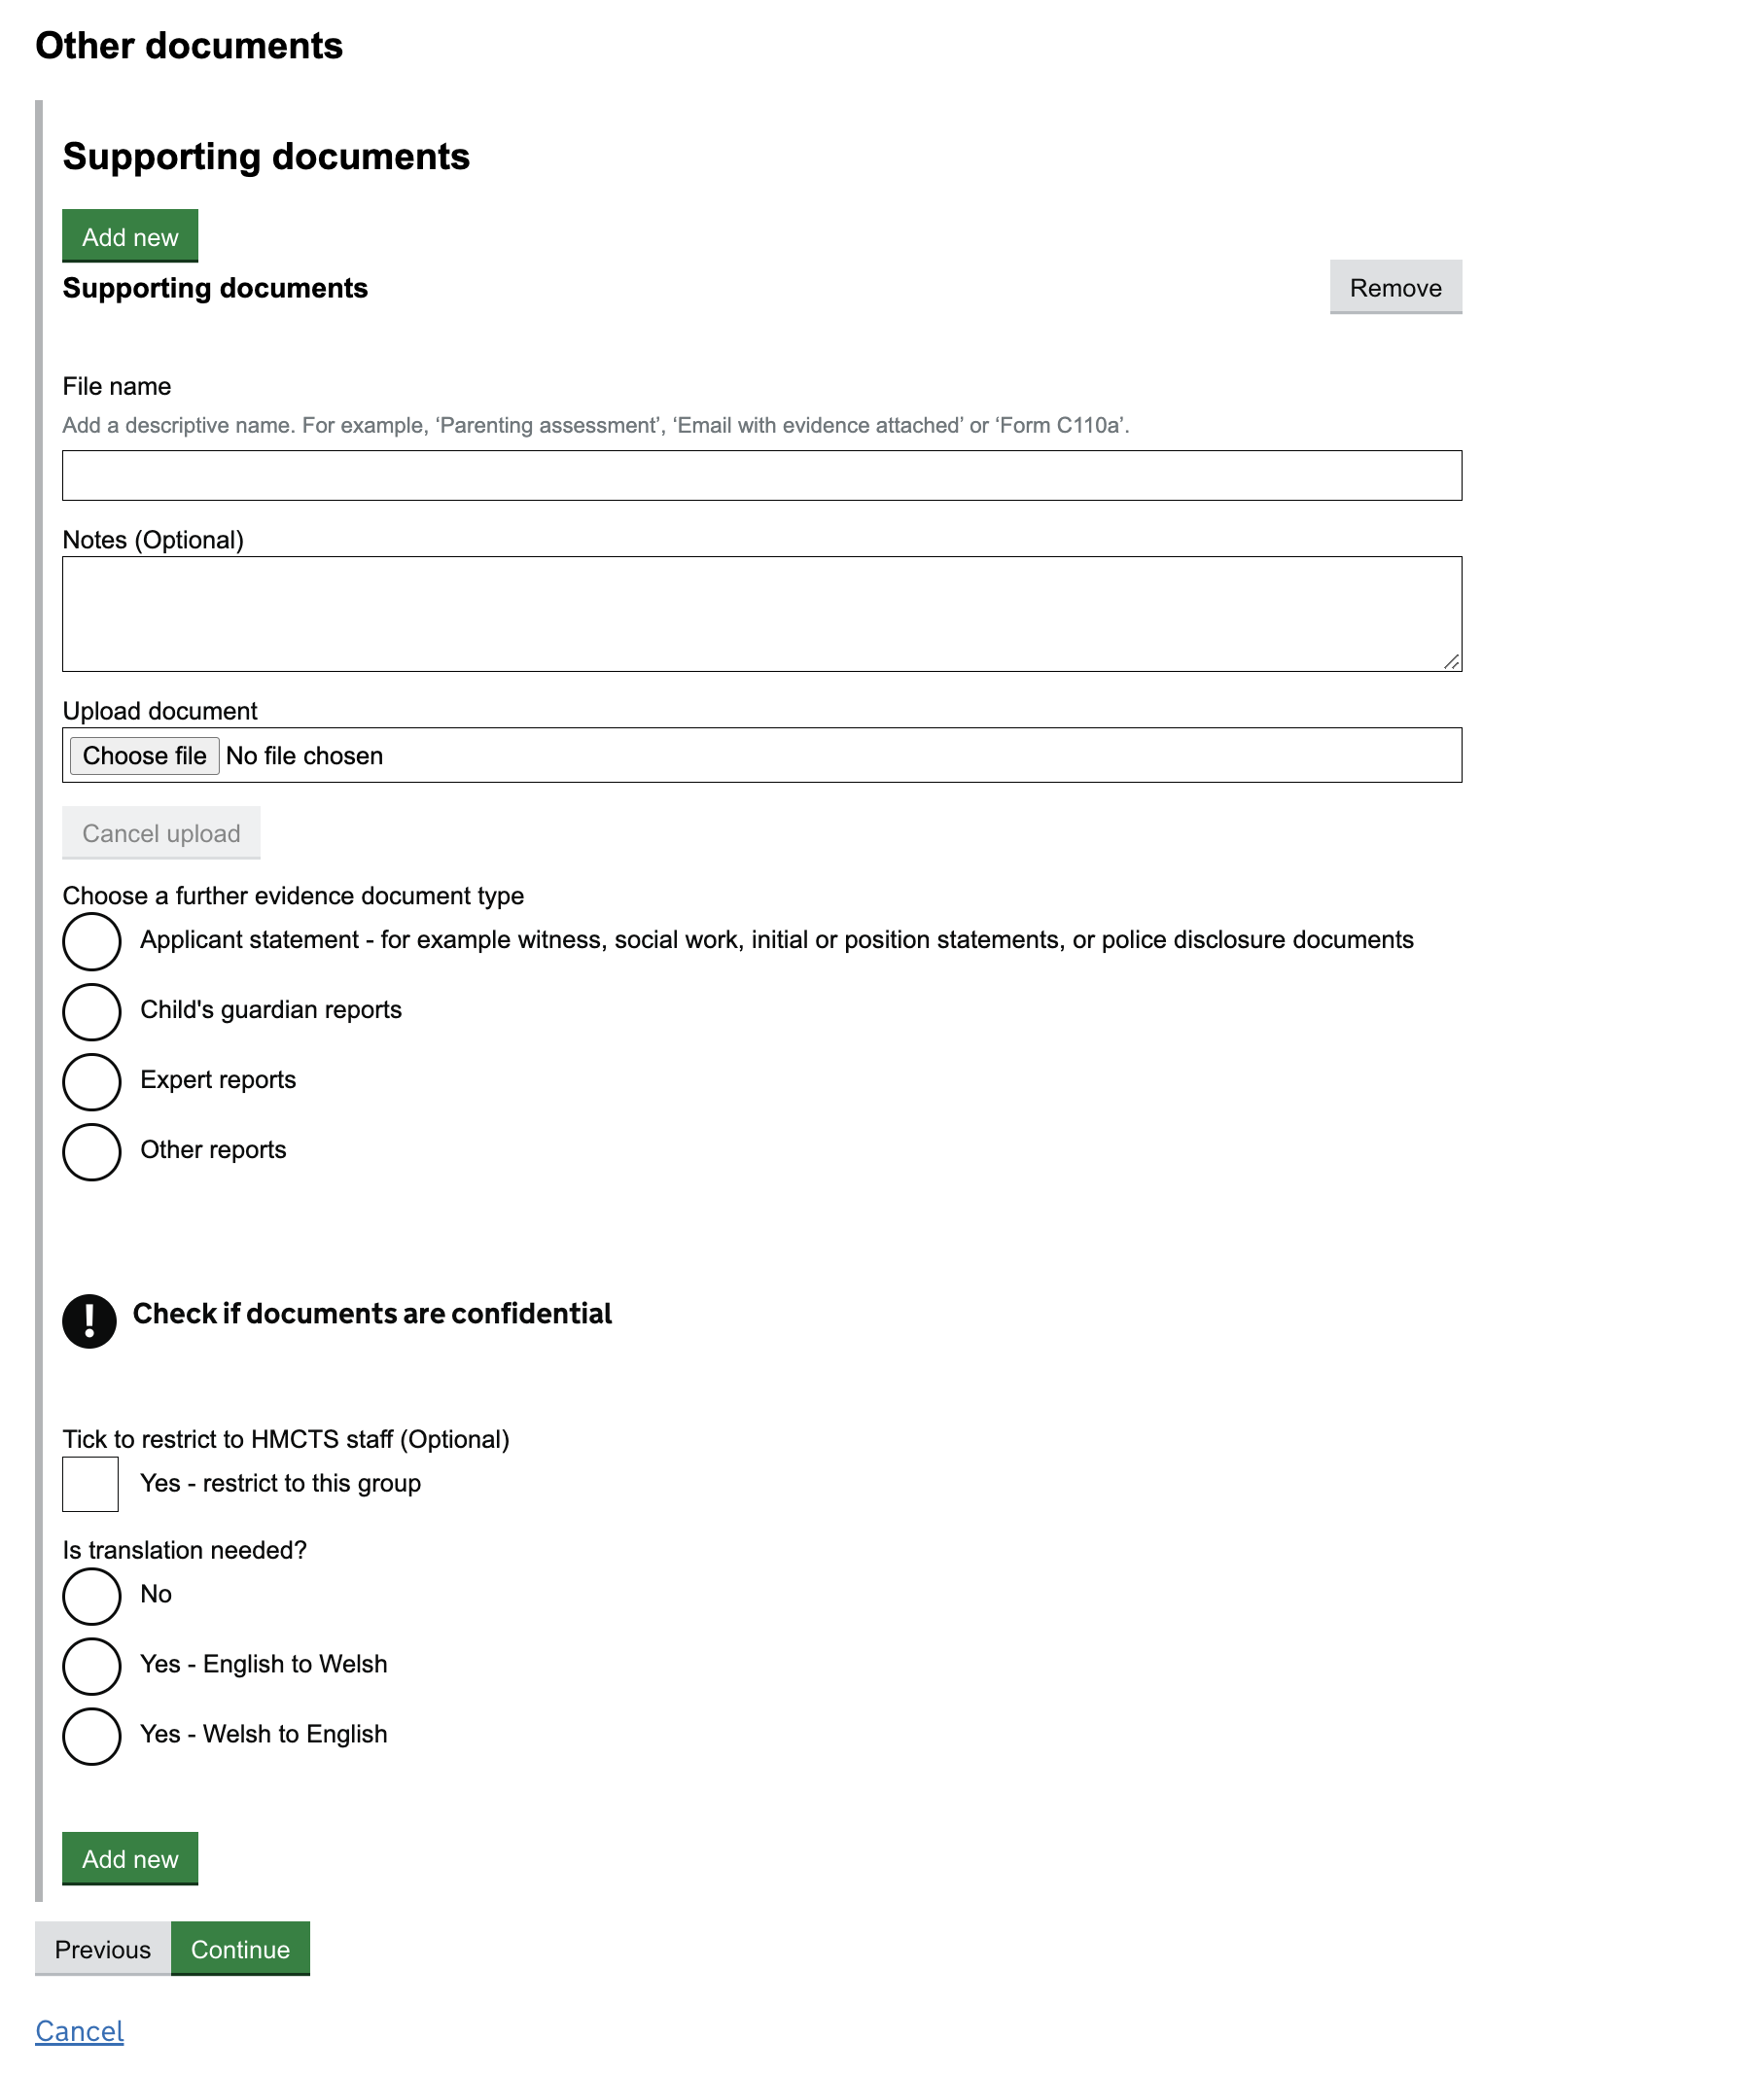 Other documents
Supporting documents
Add new
Supporting documents
Remove
File name
Add a descriptive name. For example, ‘Parenting assessment’, ‘Email with evidence attached’ or ‘Form C110a’.
Notes (Optional)
Upload document
Choose file No file chosen
Cancel upload
Choose a further evidence document type
Applicant statement - for example witness, social work, initial or position statements, or police disclosure documents
Child's guardian reports
Expert reports
Other reports
! Check if documents are confidential
Tick to restrict to HMCTS staff (Optional)
Yes - restrict to this group
Is translation needed?
No
Yes - English to Welsh
Yes - Welsh to English
Add new
Previous Continue
Cancel